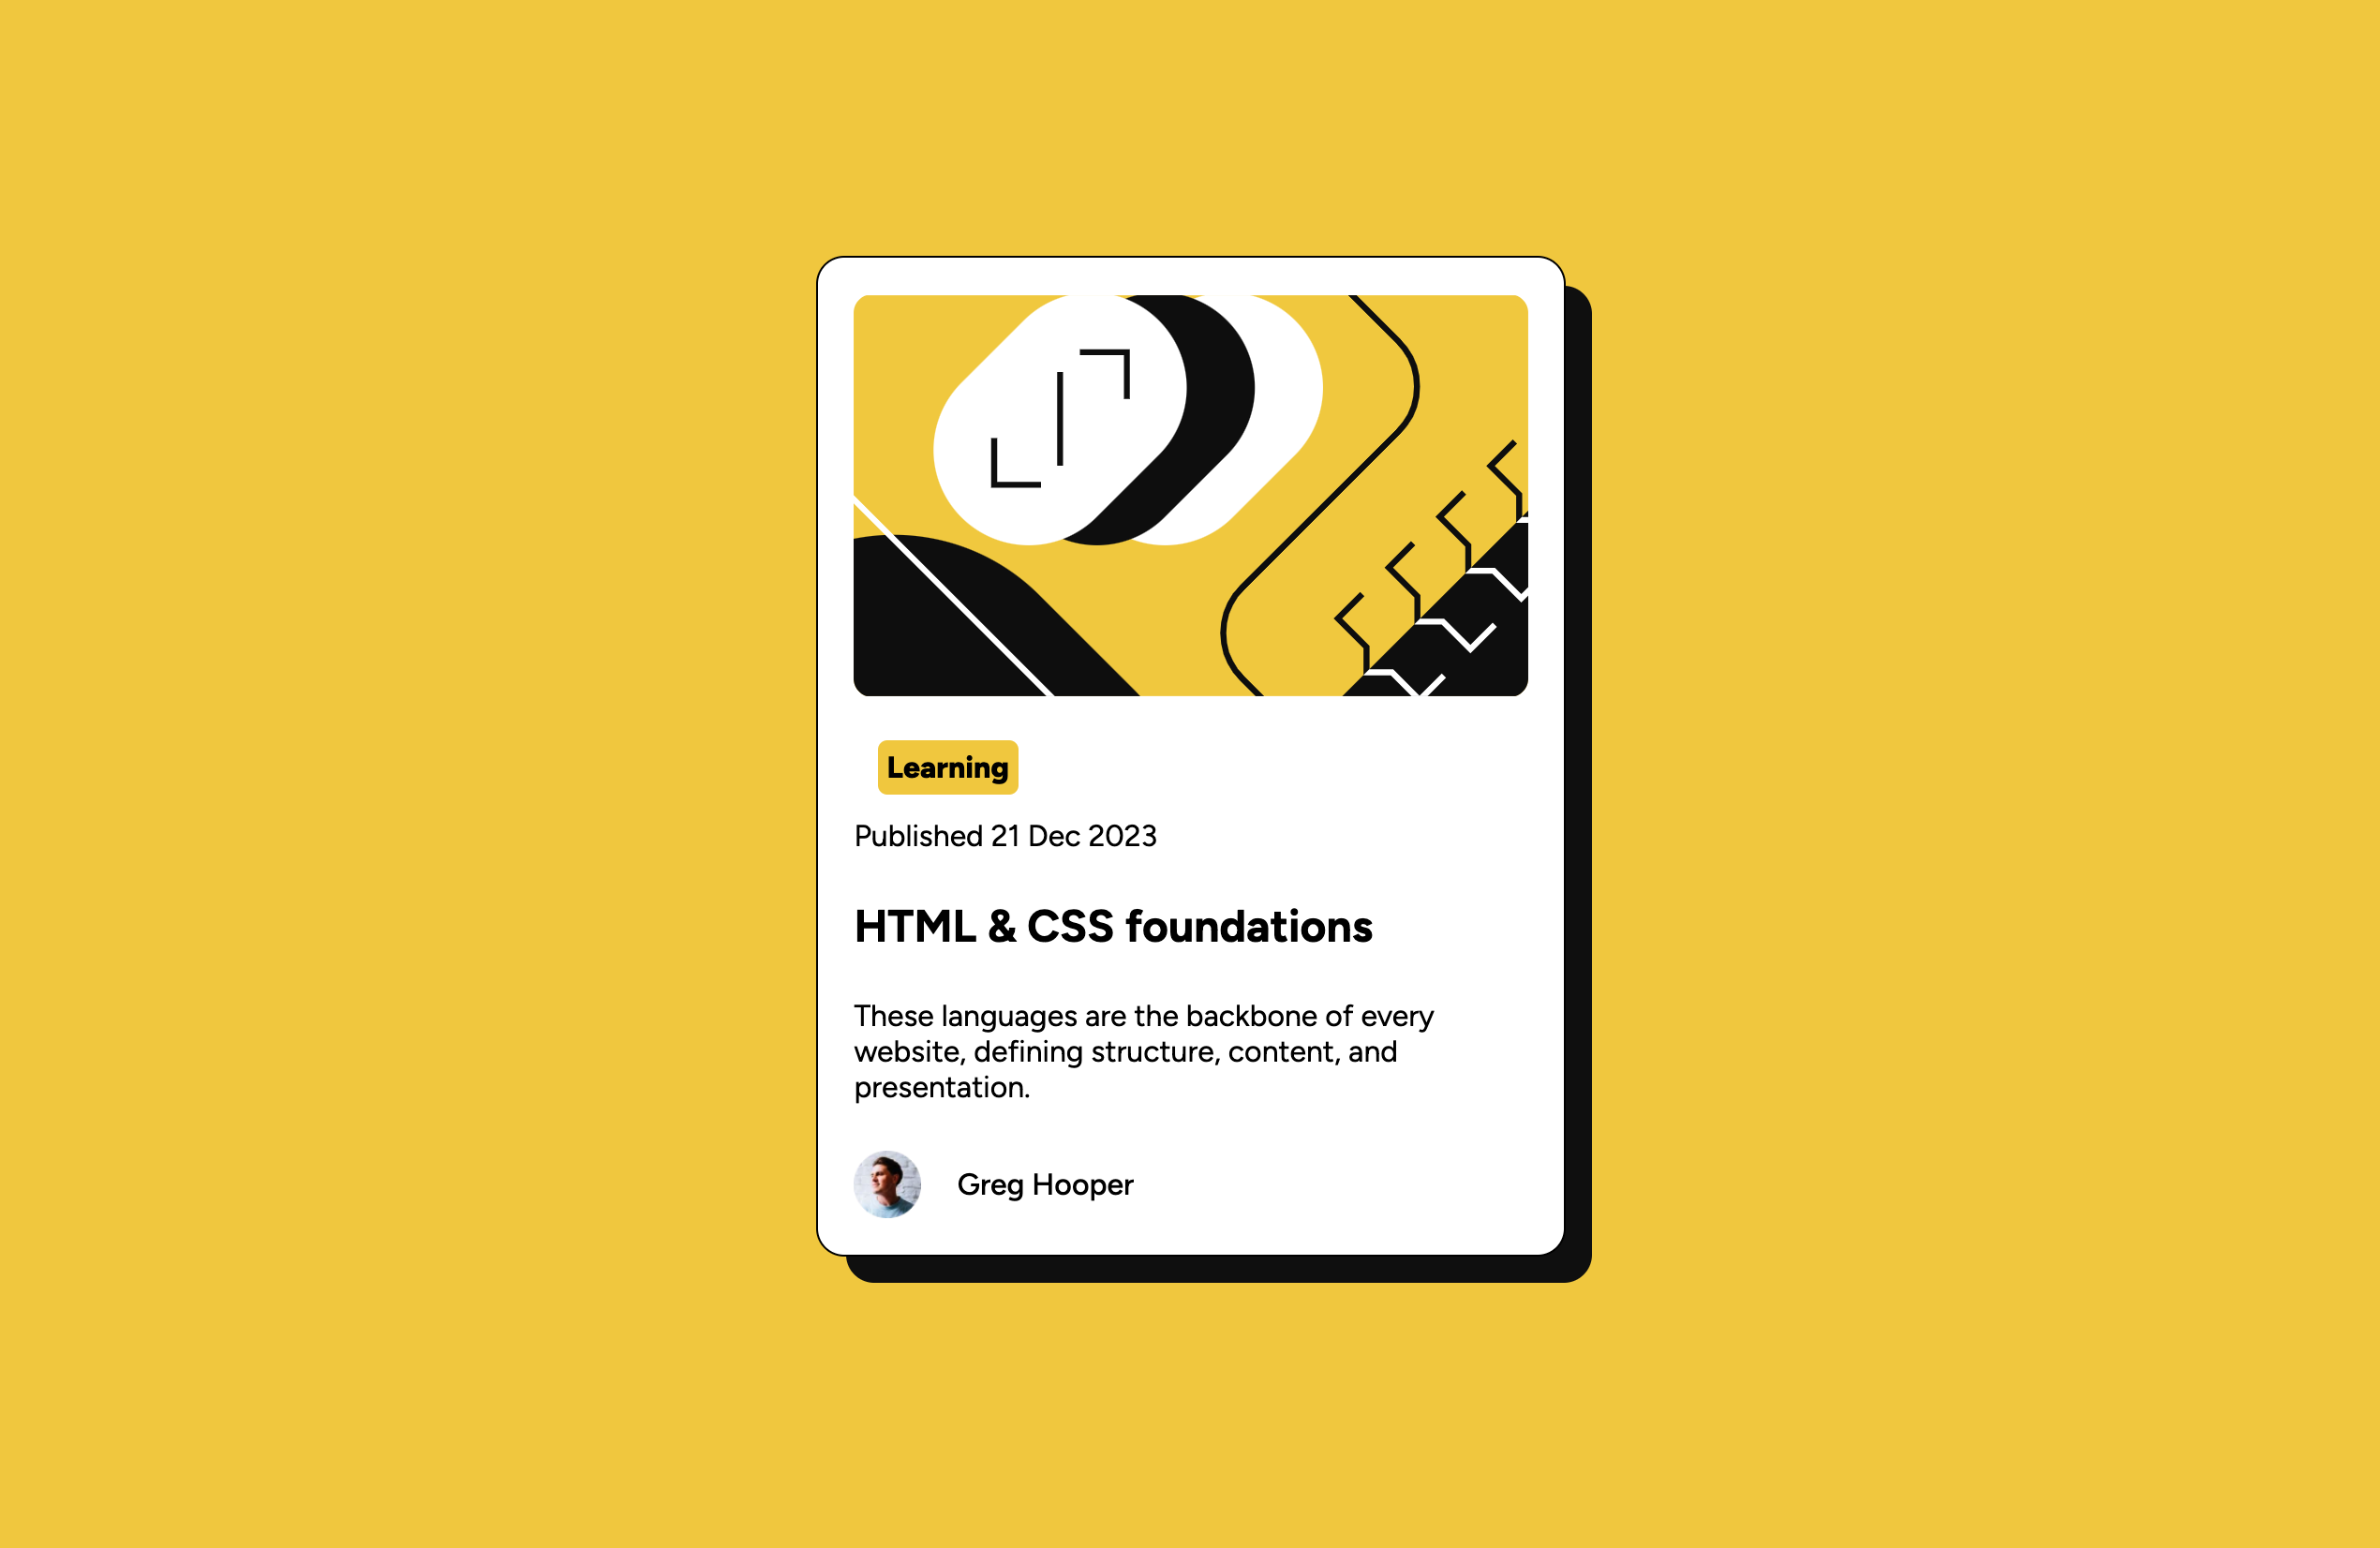 Learning
Published 21 Dec 2023
HTML & CSS foundations
These languages are the backbone of every
website, defining structure, content, and
presentation.
Greg Hooper